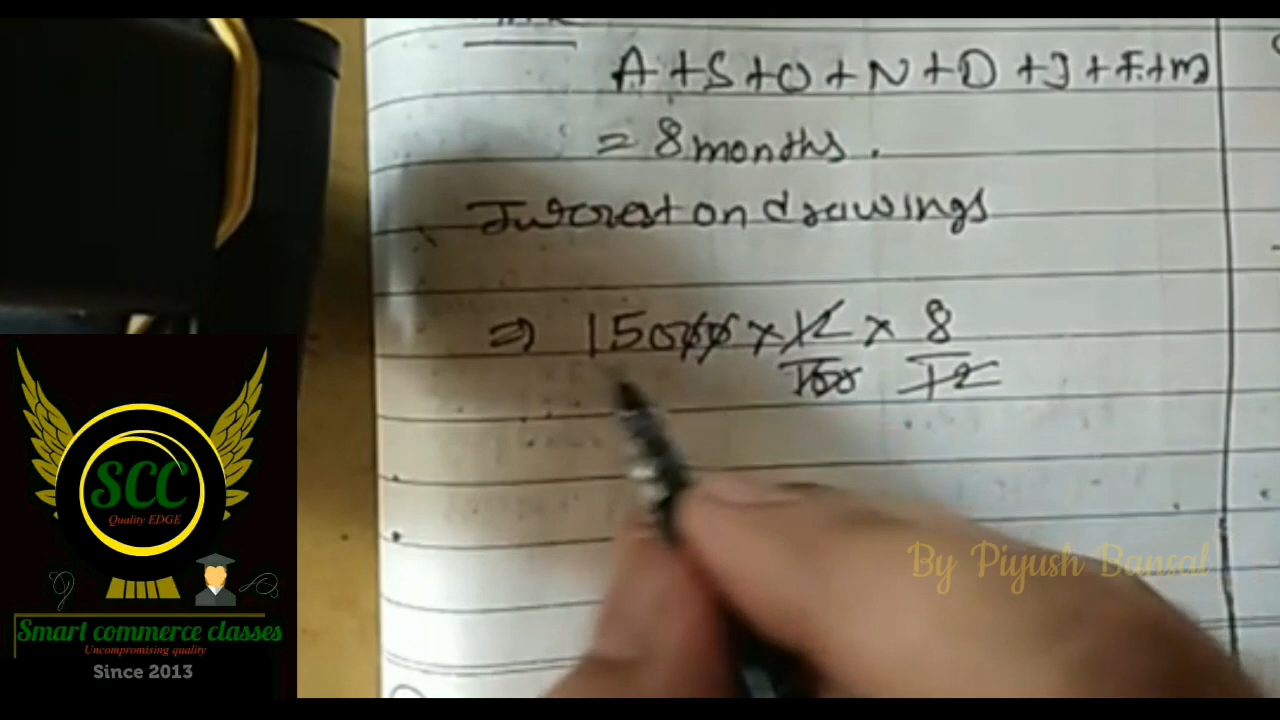 A+S+O+N+D+J+F+M
= 8 months.
Interest on drawings
⇒ 15000 × 12/100 × 8/12
SCC
Quality EDGE
Smart commerce classes
Uncompromising quality
Since 2013
By Piyush Bansal